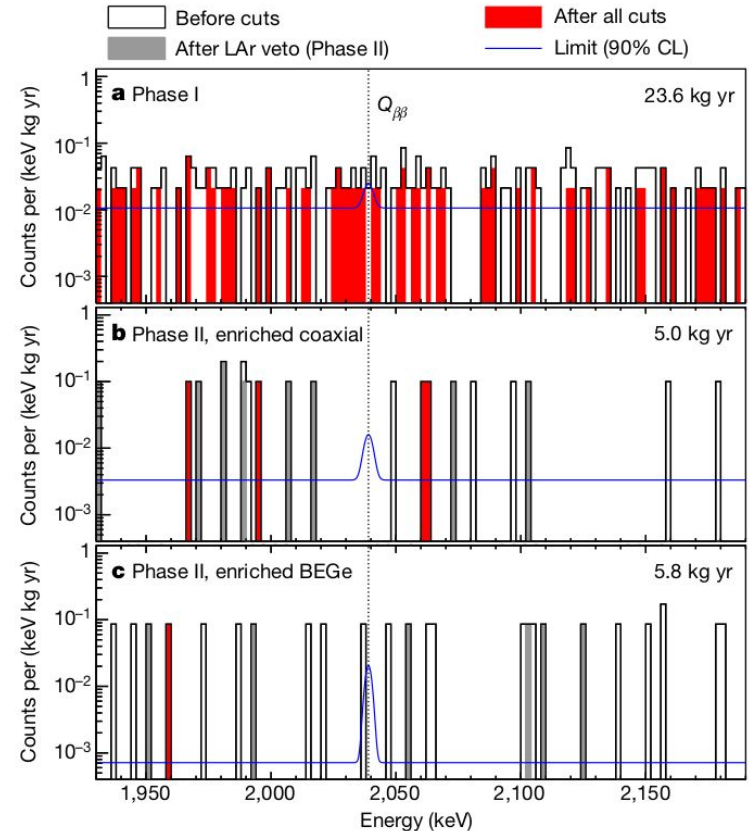 Before cuts
After all cuts
After LAr veto (Phase II)
Limit (90% CL)
a Phase I
23.6 kg yr
Qββ
Counts per (keV kg yr)
1
10⁻¹
10⁻²
10⁻³
b Phase II, enriched coaxial
5.0 kg yr
Counts per (keV kg yr)
1
10⁻¹
10⁻²
10⁻³
c Phase II, enriched BEGe
5.8 kg yr
Counts per (keV kg yr)
1
10⁻¹
10⁻²
10⁻³
1,950 2,000 2,050 2,100 2,150
Energy (keV)